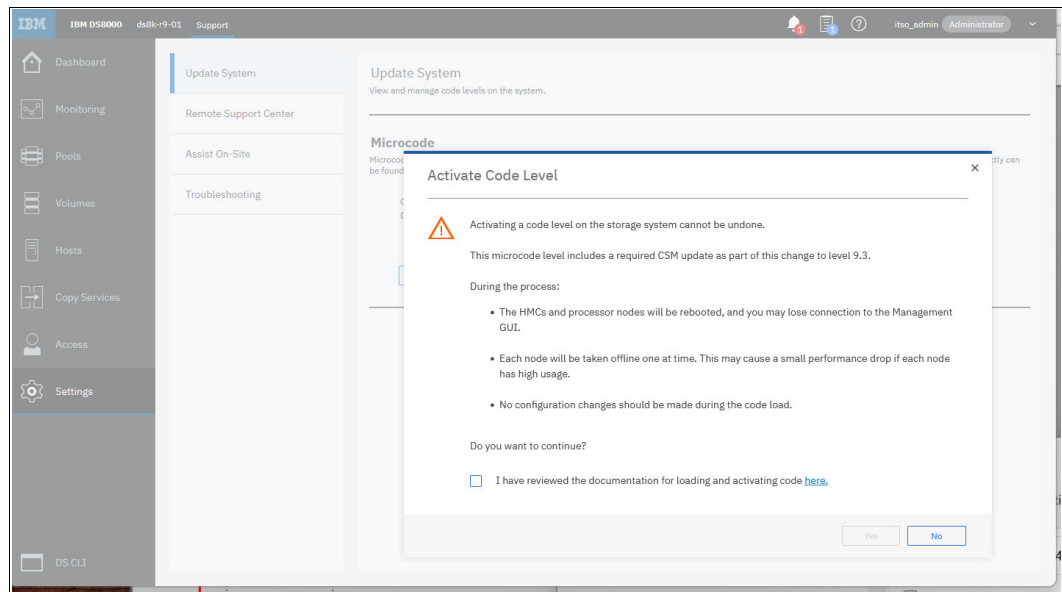 IBM IBM DS8000 ds8k-r9-01 Support itso_admin Administrator
1 1
Dashboard
Monitoring
Pools
Volumes
Hosts
Copy Services
Access
Settings
DS CLI
Update System
Remote Support Center
Assist On-Site
Troubleshooting
Update System
View and manage code levels on the system.
Microcode
be found
Activate Code Level
Activating a code level on the storage system cannot be undone.
This microcode level includes a required CSM update as part of this change to level 9.3.
During the process:
• The HMCs and processor nodes will be rebooted, and you may lose connection to the Management
GUI.
• Each node will be taken offline one at time. This may cause a small performance drop if each node
has high usage.
• No configuration changes should be made during the code load.
Do you want to continue?
I have reviewed the documentation for loading and activating code here.
Yes No